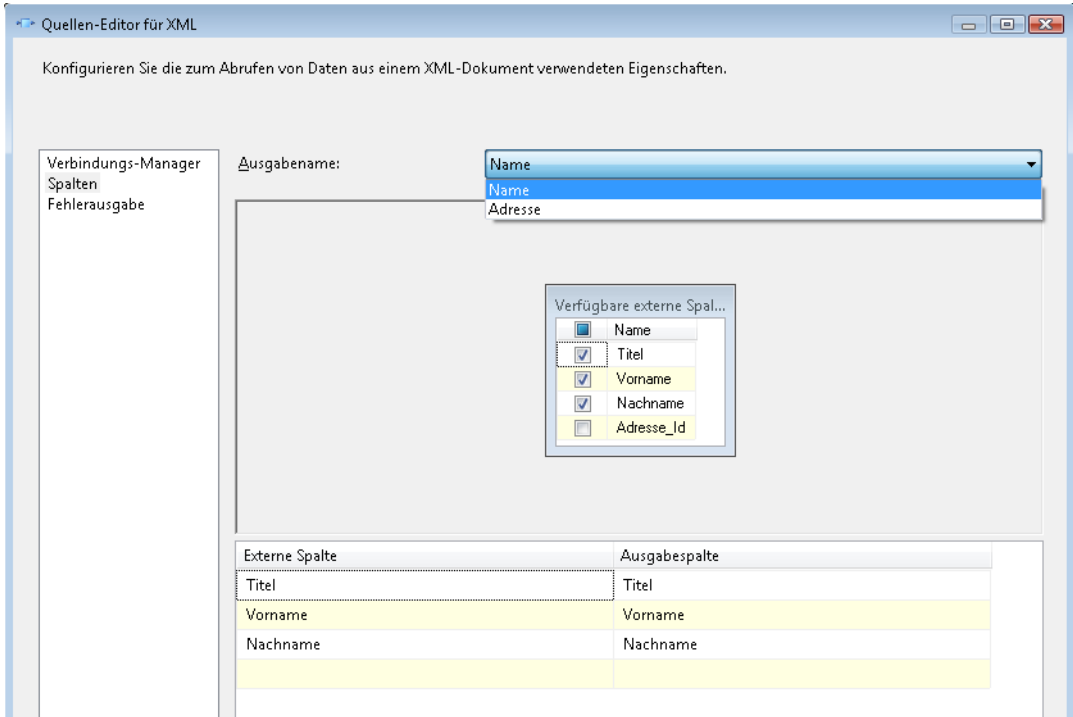 Quellen-Editor für XML
Konfigurieren Sie die zum Abrufen von Daten aus einem XML-Dokument verwendeten Eigenschaften.
Verbindungs-Manager
Spalten
Fehlerausgabe
Ausgabename:
Name
Name
Adresse
Verfügbare externe Spal...
Name
Titel
Vorname
Nachname
Adresse_Id
Externe Spalte Ausgabespalte
Titel Titel
Vorname Vorname
Nachname Nachname